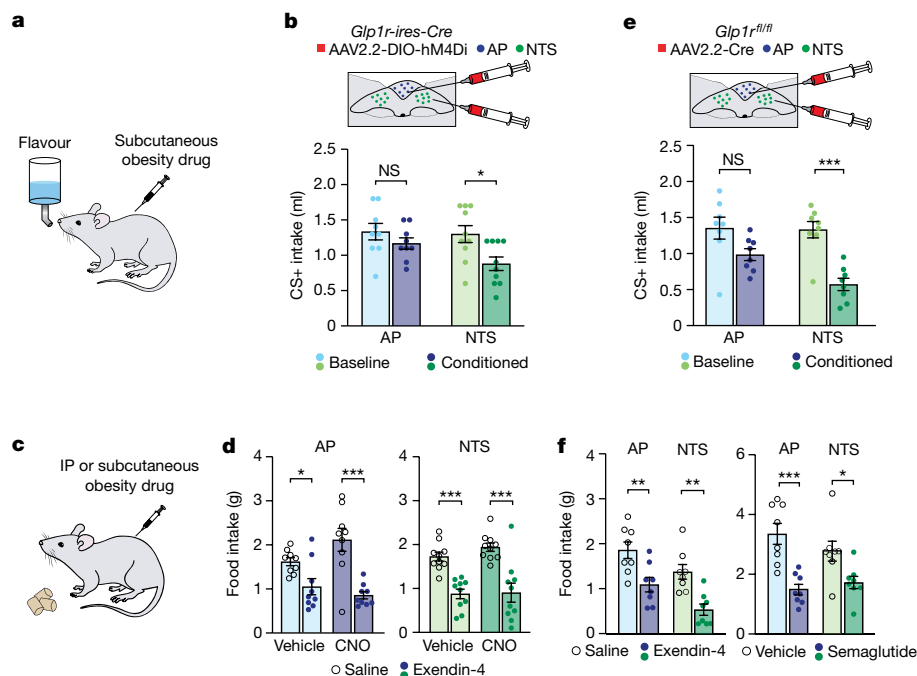 a
Flavour
Subcutaneous
obesity drug
b
Glp1r-ires-Cre
AAV2.2-DIO-hM4Di AP NTS
2.5
2.0
1.5
1.0
0.5
0
CS+ intake (ml)
NS
*
AP
NTS
Baseline
Conditioned
e
Glp1rfl/fl
AAV2.2-Cre AP NTS
2.5
2.0
1.5
1.0
0.5
0
CS+ intake (ml)
NS
***
AP
NTS
Baseline
Conditioned
c
IP or subcutaneous
obesity drug
d
AP
4
3
2
1
0
Food intake (g)
*
***
Vehicle
CNO
NTS
4
3
2
1
0
***
***
Vehicle
CNO
Saline
Exendin-4
f
AP
NTS
4
3
2
1
0
Food intake (g)
**
**
Saline
Exendin-4
AP
NTS
6
4
2
0
***
*
Vehicle
Semaglutide